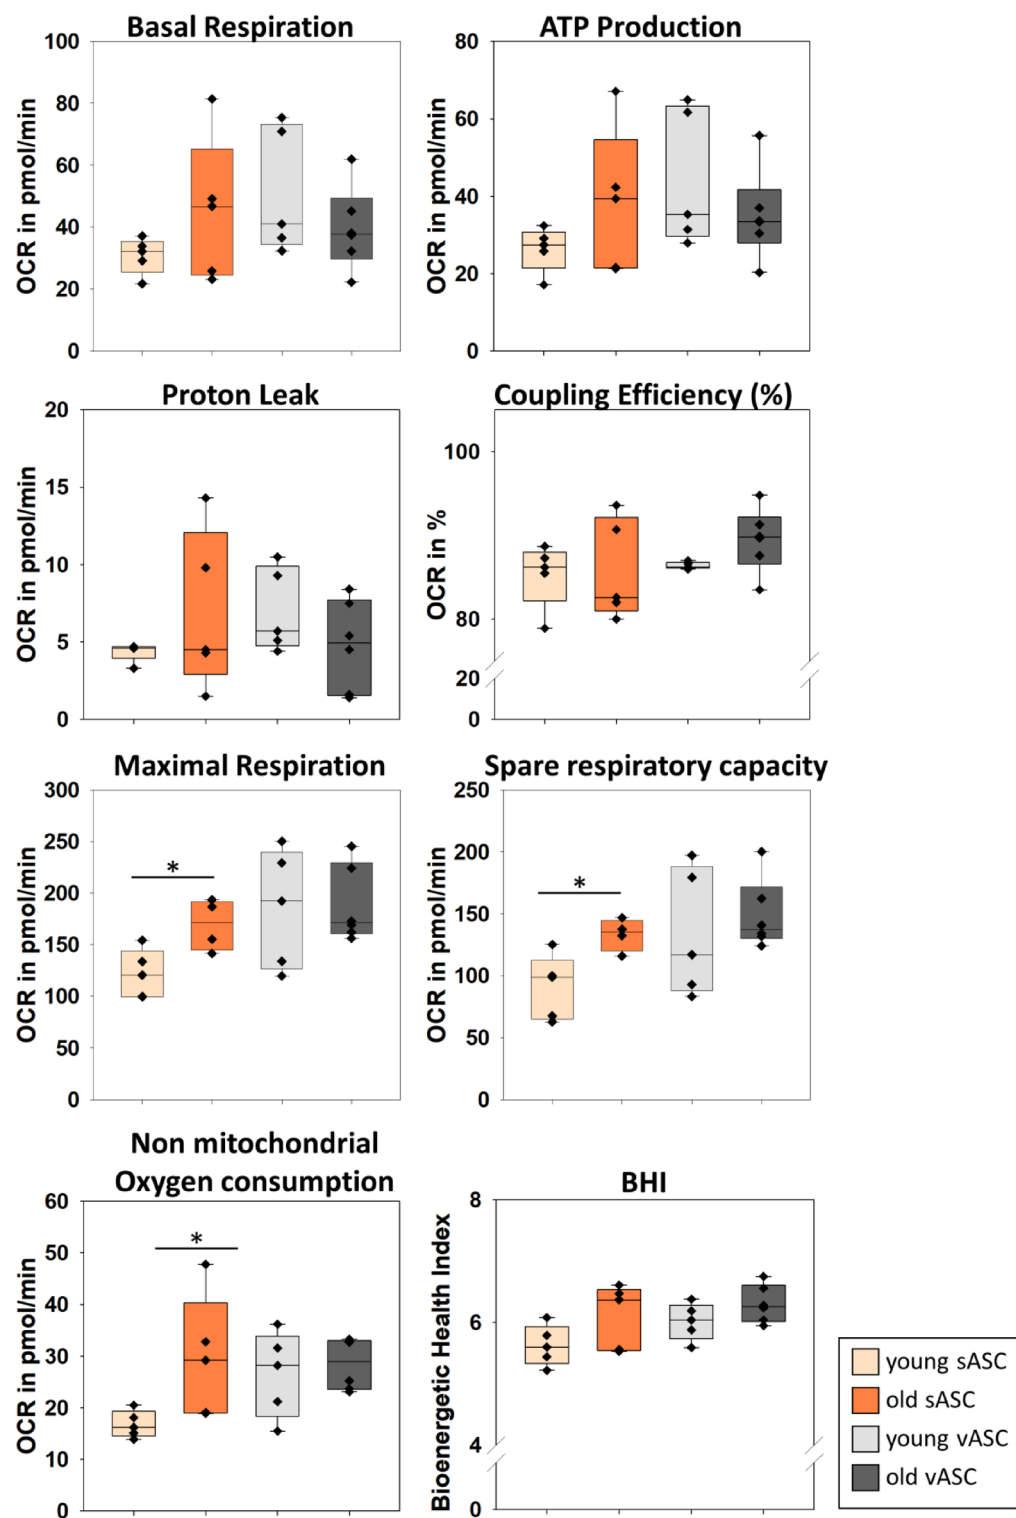 Basal Respiration
OCR in pmol/min
100
80
60
40
20
0
ATP Production
OCR in pmol/min
80
60
40
20
0
Proton Leak
OCR in pmol/min
20
15
10
5
0
Coupling Efficiency (%)
OCR in %
100
80
20
0
Maximal Respiration
OCR in pmol/min
300
250
200
150
100
50
0
*
Spare respiratory capacity
OCR in pmol/min
250
200
150
100
50
0
*
Non mitochondrial
Oxygen consumption
OCR in pmol/min
60
50
40
30
20
10
0
*
BHI
Bioenergetic Health Index
8
6
4
0
young sASC
old sASC
young vASC
old vASC